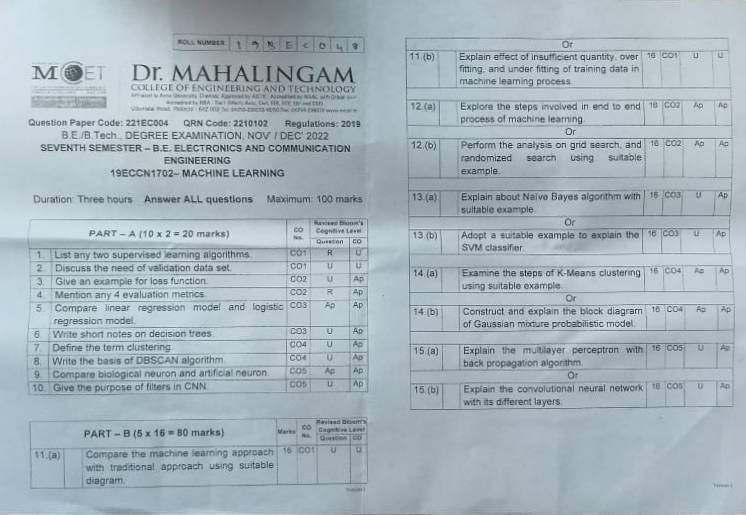 ROLL NUMBER 19BEC048
MCET
Dr. MAHALINGAM
COLLEGE OF ENGINEERING AND TECHNOLOGY
Affiliated to Anna University, Chennai; Approved by AICTE; Accredited by NAAC with Grade
Question Paper Code: 221EC004 QRN Code: 2210102 Regulations: 2019
B.E./B.Tech., DEGREE EXAMINATION, NOV' / DEC' 2022
SEVENTH SEMESTER – B.E. ELECTRONICS AND COMMUNICATION
ENGINEERING
19ECCN1702– MACHINE LEARNING
Duration: Three hours Answer ALL questions Maximum: 100 marks
PART – A (10 x 2 = 20 marks) CO No. Revised Bloom's Cognitive Level
Question CO
1. List any two supervised learning algorithms. CO1 R U
2. Discuss the need of validation data set. CO1 U U
3. Give an example for loss function. CO2 U Ap
4. Mention any 4 evaluation metrics. CO2 R Ap
5. Compare linear regression model and logistic CO3 Ap Ap
regression model.
6. Write short notes on decision trees. CO3 U Ap
7. Define the term clustering. CO4 U Ap
8. Write the basis of DBSCAN algorithm. CO4 U Ap
9. Compare biological neuron and artificial neuron. CO5 Ap Ap
10. Give the purpose of filters in CNN. CO5 U Ap
PART – B (5 x 16 = 80 marks) Marks CO No. Revised Bloom's Cognitive Level
Question CO
11.(a) Compare the machine learning approach 16 CO1 U U
with traditional approach using suitable
diagram.
Or
11.(b) Explain effect of insufficient quantity, over 16 CO1 U U
fitting, and under fitting of training data in
machine learning process.
12.(a) Explore the steps involved in end to end 16 CO2 Ap Ap
process of machine learning.
Or
12.(b) Perform the analysis on grid search, and 16 CO2 Ap Ap
randomized search using suitable
example.
13.(a) Explain about Naïve Bayes algorithm with 16 CO3 U Ap
suitable example.
Or
13.(b) Adopt a suitable example to explain the 16 CO3 U Ap
SVM classifier.
14.(a) Examine the steps of K-Means clustering 16 CO4 Ap Ap
using suitable example.
Or
14.(b) Construct and explain the block diagram 16 CO4 Ap Ap
of Gaussian mixture probabilistic model.
15.(a) Explain the multilayer perceptron with 16 CO5 U Ap
back propagation algorithm.
Or
15.(b) Explain the convolutional neural network 16 CO5 U Ap
with its different layers.